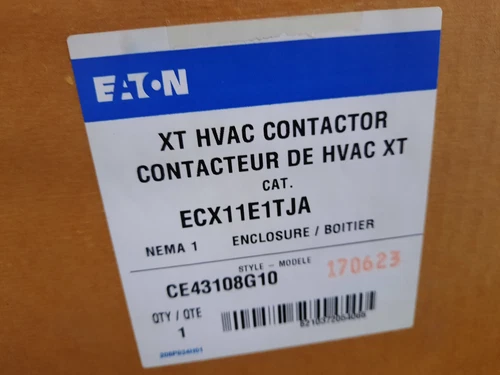 EATON
XT HVAC CONTACTOR
CONTACTEUR DE HVAC XT
CAT.
ECX11E1TJA
NEMA 1 ENCLOSURE / BOITIER
STYLE - MODELE
170623
CE43108G10
QTY / QTE
1